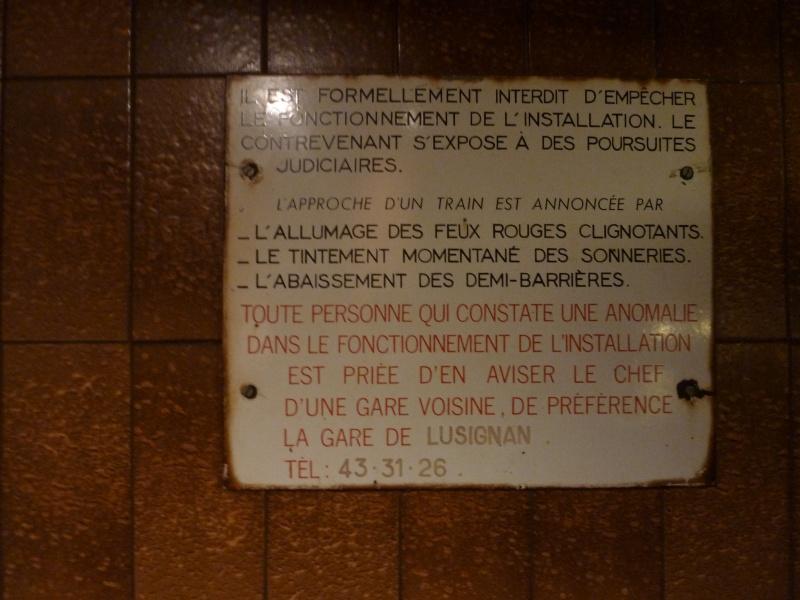 IL EST FORMELLEMENT INTERDIT D'EMPÊCHER
LE FONCTIONNEMENT DE L'INSTALLATION. LE
CONTREVENANT S'EXPOSE À DES POURSUITES
JUDICIAIRES.
L'APPROCHE D'UN TRAIN EST ANNONCÉE PAR
_ L'ALLUMAGE DES FEUX ROUGES CLIGNOTANTS.
_ LE TINTEMENT MOMENTANÉ DES SONNERIES.
_ L'ABAISSEMENT DES DEMI-BARRIÈRES.
TOUTE PERSONNE QUI CONSTATE UNE ANOMALIE
DANS LE FONCTIONNEMENT DE L'INSTALLATION
EST PRIÉE D'EN AVISER LE CHEF
D'UNE GARE VOISINE, DE PRÉFÉRENCE
LA GARE DE LUSIGNAN.
TÉL: 43·31·26.